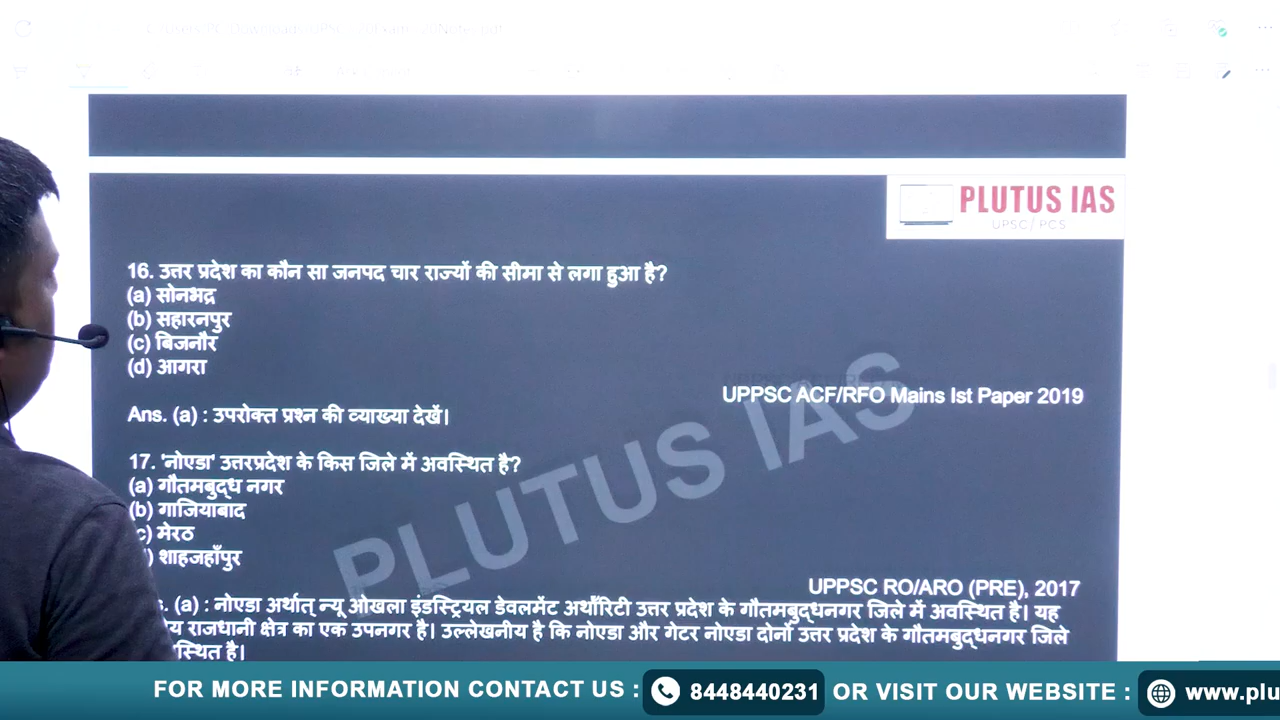 PLUTUS IAS
UPSC/ PCS
16. उत्तर प्रदेश का कौन सा जनपद चार राज्यों की सीमा से लगा हुआ है?
(a) सोनभद्र
(b) सहारनपुर
(c) बिजनौर
(d) आगरा
UPPSC ACF/RFO Mains Ist Paper 2019
Ans. (a) : उपरोक्त प्रश्न की व्याख्या देखें।
17. 'नोएडा' उत्तरप्रदेश के किस जिले में अवस्थित है?
(a) गौतमबुद्ध नगर
(b) गाजियाबाद
c) मेरठ
) शाहजहाँपुर
UPPSC RO/ARO (PRE), 2017
. (a) : नोएडा अर्थात् न्यू ओखला इंडस्ट्रियल डेवलमेंट अर्थॉरिटी उत्तर प्रदेश के गौतमबुद्धनगर जिले में अवस्थित है। यह
राजधानी क्षेत्र का एक उपनगर है। उल्लेखनीय है कि नोएडा और गेटर नोएडा दोनों उत्तर प्रदेश के गौतमबुद्धनगर जिले
स्थित है।
PLUTUS IAS
FOR MORE INFORMATION CONTACT US : 8448440231 OR VISIT OUR WEBSITE : www.plu